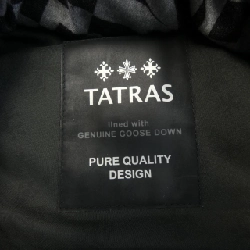 TATRAS
lined with
GENUINE GOOSE DOWN
PURE QUALITY
DESIGN